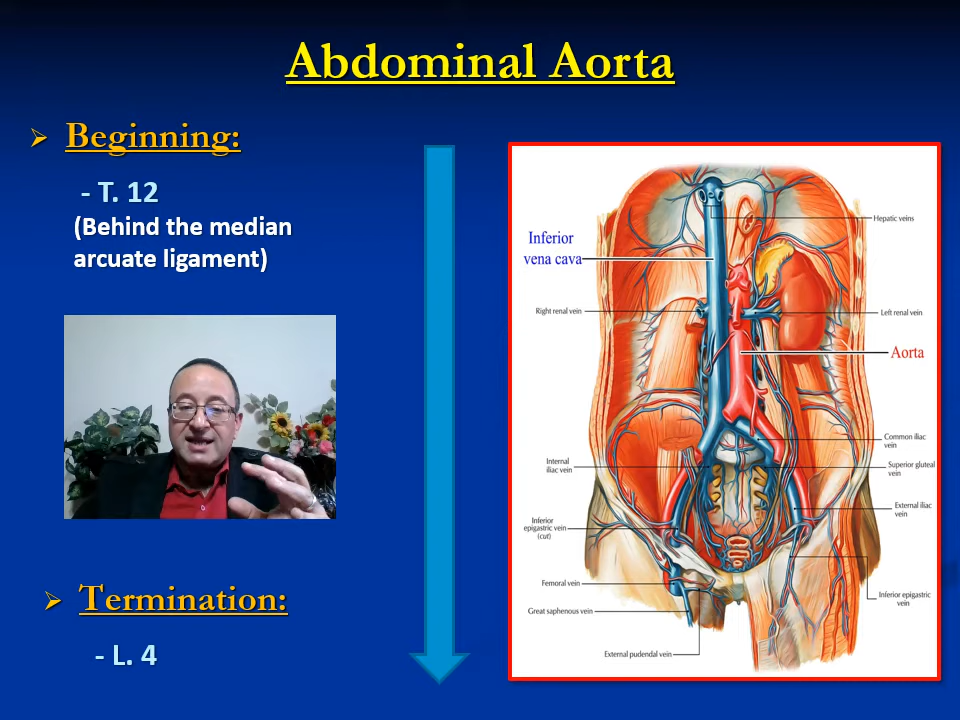 Abdominal Aorta
Beginning:
- T. 12
(Behind the median
arcuate ligament)
Termination:
- L. 4
Hepatic veins
Inferior
vena cava
Right renal vein
Left renal vein
Aorta
Common iliac
vein
Internal
iliac vein
Superior gluteal
vein
External iliac
vein
Inferior
epigastric vein
(cut)
Femoral vein
Inferior epigastric
vein
Great saphenous vein
External pudendal vein